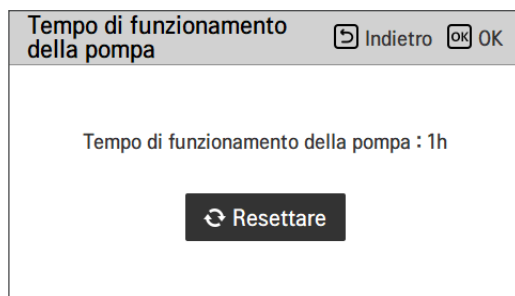 Tempo di funzionamento
della pompa
Indietro OK OK
Tempo di funzionamento della pompa : 1h
Resettare